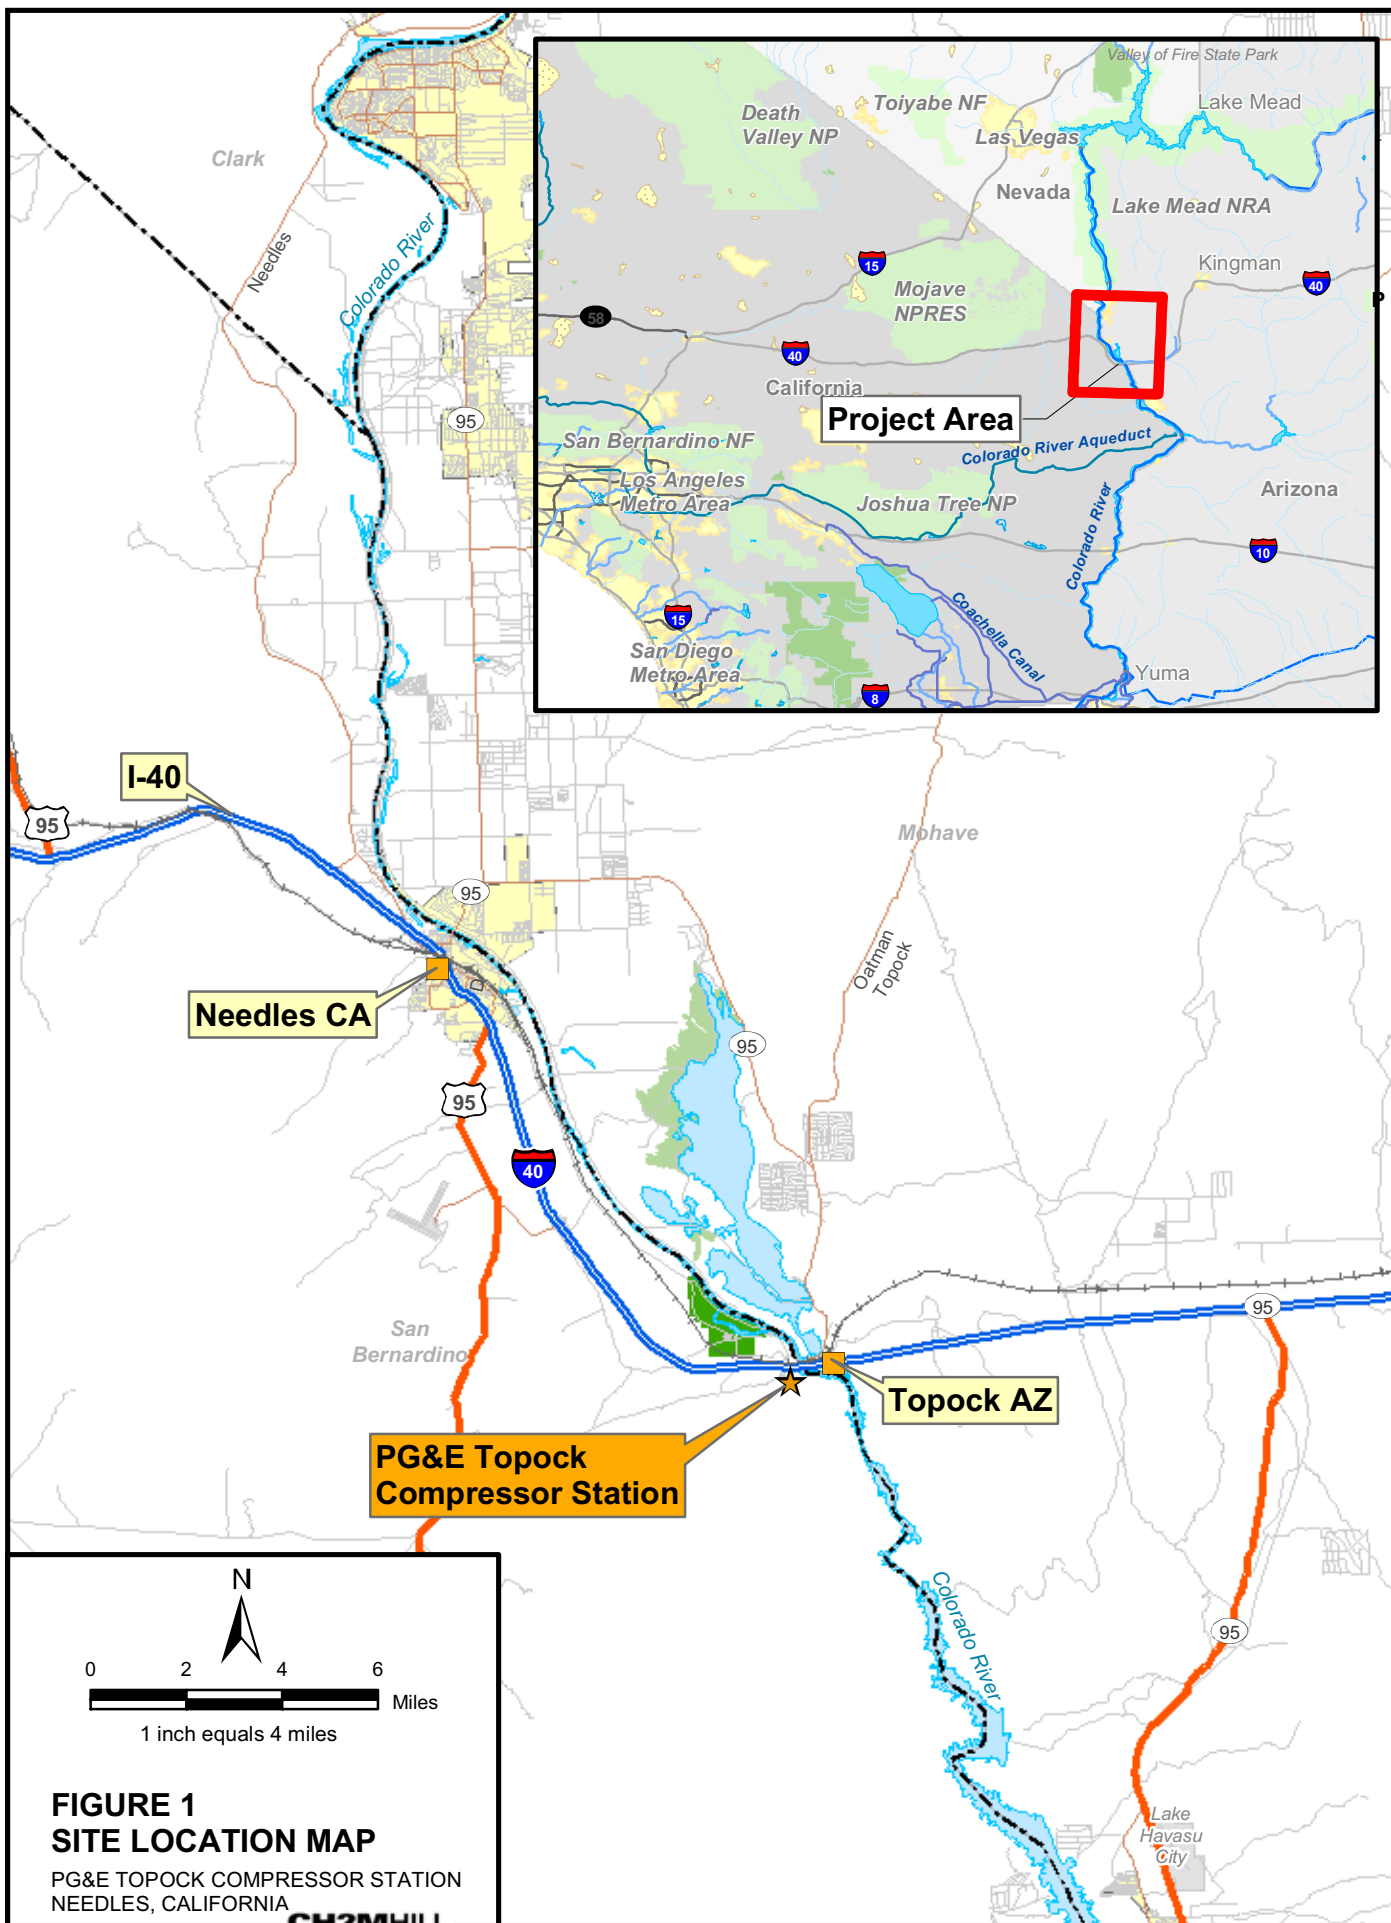 Valley of Fire State Park
Lake Mead
Toiyabe NF
Death
Valley NP
Las Vegas
Nevada
Lake Mead NRA
Kingman
15
40
Mojave
NPRES
58
40
California
Project Area
Colorado River Aqueduct
San Bernardino NF
Los Angeles
Metro Area
Joshua Tree NP
Arizona
Colorado River
10
Coachella Canal
15
San Diego
Metro Area
Yuma
8
P
Clark
Needles
Colorado River
95
I-40
95
Mohave
95
Oatman
Topock
Needles CA
95
95
40
95
San
Bernardino
Topock AZ
PG&E Topock
Compressor Station
Colorado River
95
Lake
Havasu
City
N
0 2 4 6
Miles
1 inch equals 4 miles
FIGURE 1
SITE LOCATION MAP
PG&E TOPOCK COMPRESSOR STATION
NEEDLES, CALIFORNIA
CH2MHILL